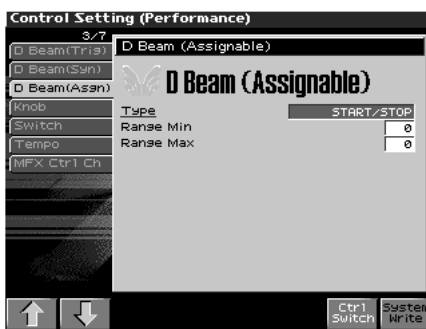 Control Setting (Performance)
3/7
D Beam(Trig)
D Beam(Syn)
D Beam(Asgn)
Knob
Switch
Tempo
MFX Ctrl Ch
D Beam (Assignable)
D Beam (Assignable)
Type START/STOP
Range Min 0
Range Max 0
Ctrl Switch
System Write